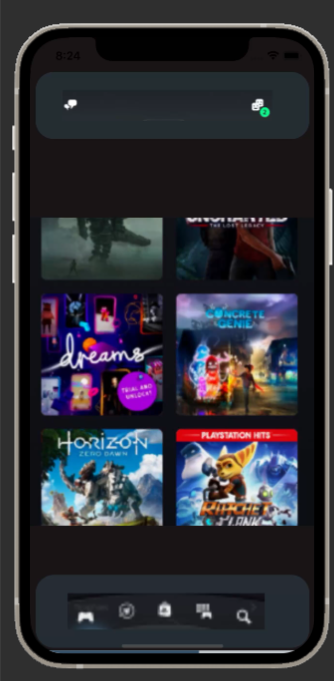 8:24
2
UNCHARTED
THE LOST LEGACY
dreams
TRIAL AND
UNLOCK!
CONCRETE
GENIE
HORIZON
ZERO DAWN
PLAYSTATION HITS
RATCHET
CLANK